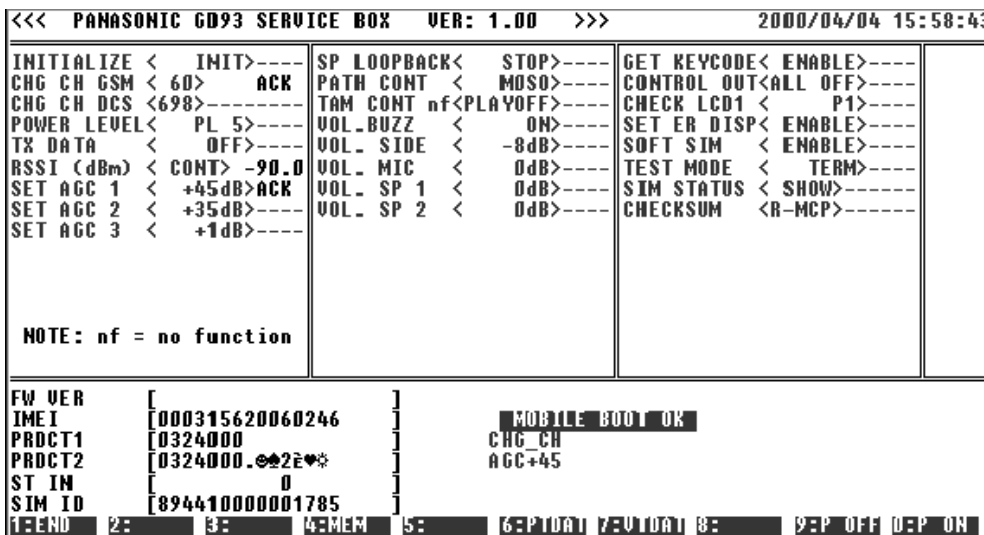 <<< PANASONIC GD93 SERVICE BOX VER: 1.00 >>> 2000/04/04 15:58:43
INITIALIZE < INIT>----
CHG CH GSM < 60> ACK
CHG CH DCS <698>---------
POWER LEVEL< PL 5>----
TX DATA < OFF>----
RSSI (dBm) < CONT> -90.0
SET AGC 1 < +45dB>ACK
SET AGC 2 < +35dB>----
SET AGC 3 < +1dB>----
NOTE: nf = no function
SP LOOPBACK< STOP>----
PATH CONT < M0S0>----
TAM CONT nf<PLAYOFF>----
VOL.BUZZ < ON>----
VOL. SIDE < -8dB>----
VOL. MIC < 0dB>----
VOL. SP 1 < 0dB>----
VOL. SP 2 < 0dB>----
GET KEYCODE< ENABLE>----
CONTROL OUT<ALL OFF>----
CHECK LCD1 < P1>----
SET ER DISP< ENABLE>----
SOFT SIM < ENABLE>----
TEST MODE < TERM>----
SIM STATUS < SHOW>------
CHECKSUM <R-MCP>------
FW VER [ ]
IMEI [000315620060246 ]
PRDCT1 [0324000 ]
PRDCT2 [0324000.☻♠2è♥☼ ]
ST IN [ 0 ]
SIM ID [894410000001785 ]
MOBILE BOOT OK
CHG_CH
AGC+45
1:END 2: 3: 4:MEM 5: 6:PTDAT 7:VTDAT 8: 9:P OFF 0:P ON